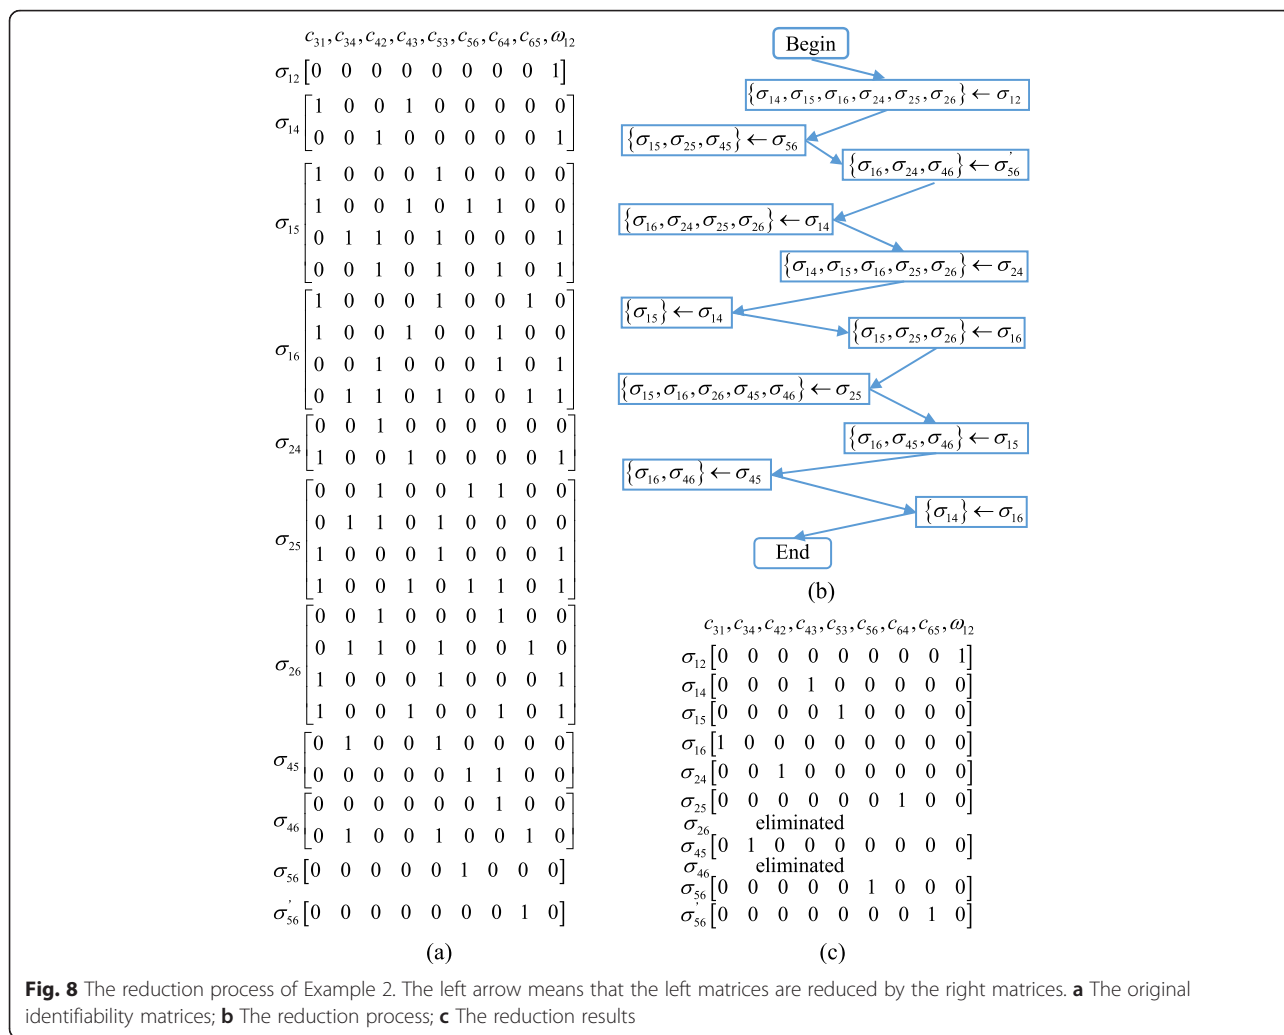 c₃₁, c₃₄, c₄₂, c₄₃, c₅₃, c₅₆, c₆₄, c₆₅, ω₁₂
σ₁₂ [0 0 0 0 0 0 0 0 1]
σ₁₄ [1 0 0 1 0 0 0 0 0
0 0 1 0 0 0 0 0 1]
σ₁₅ [1 0 0 0 1 0 0 0 0
1 0 0 1 0 1 1 0 0
0 1 1 0 1 0 0 0 1
0 0 1 0 1 0 1 0 1]
σ₁₆ [1 0 0 0 1 0 0 1 0
1 0 0 1 0 0 1 0 0
0 0 1 0 0 0 1 0 1
0 1 1 0 1 0 0 1 1]
σ₂₄ [0 0 1 0 0 0 0 0 0
1 0 0 1 0 0 0 0 1]
σ₂₅ [0 0 1 0 0 1 1 0 0
0 1 1 0 1 0 0 0 0
1 0 0 0 1 0 0 0 1
1 0 0 1 0 1 1 0 1]
σ₂₆ [0 0 1 0 0 0 1 0 0
0 1 1 0 1 0 0 1 0
1 0 0 0 1 0 0 0 1
1 0 0 1 0 0 1 0 1]
σ₄₅ [0 1 0 0 1 0 0 0 0
0 0 0 0 0 1 1 0 0]
σ₄₆ [0 0 0 0 0 0 1 0 0
0 1 0 0 1 0 0 1 0]
σ₅₆ [0 0 0 0 0 1 0 0 0]
σ₅₆' [0 0 0 0 0 0 0 1 0]
(a)
Begin
{σ₁₄, σ₁₅, σ₁₆, σ₂₄, σ₂₅, σ₂₆} ← σ₁₂
{σ₁₅, σ₂₅, σ₄₅} ← σ₅₆
{σ₁₆, σ₂₄, σ₄₆} ← σ₅₆'
{σ₁₆, σ₂₄, σ₂₅, σ₂₆} ← σ₁₄
{σ₁₄, σ₁₅, σ₁₆, σ₂₅, σ₂₆} ← σ₂₄
{σ₁₅} ← σ₁₄
{σ₁₅, σ₂₅, σ₂₆} ← σ₁₆
{σ₁₅, σ₁₆, σ₂₆, σ₄₅, σ₄₆} ← σ₂₅
{σ₁₆, σ₄₅, σ₄₆} ← σ₁₅
{σ₁₆, σ₄₆} ← σ₄₅
{σ₁₄} ← σ₁₆
End
(b)
c₃₁, c₃₄, c₄₂, c₄₃, c₅₃, c₅₆, c₆₄, c₆₅, ω₁₂
σ₁₂ [0 0 0 0 0 0 0 0 1]
σ₁₄ [0 0 0 1 0 0 0 0 0]
σ₁₅ [0 0 0 0 1 0 0 0 0]
σ₁₆ [1 0 0 0 0 0 0 0 0]
σ₂₄ [0 0 1 0 0 0 0 0 0]
σ₂₅ [0 0 0 0 0 0 1 0 0]
σ₂₆ eliminated
σ₄₅ [0 1 0 0 0 0 0 0 0]
σ₄₆ eliminated
σ₅₆ [0 0 0 0 0 1 0 0 0]
σ₅₆' [0 0 0 0 0 0 0 1 0]
(c)
Fig. 8 The reduction process of Example 2. The left arrow means that the left matrices are reduced by the right matrices. a The original
identifiability matrices; b The reduction process; c The reduction results